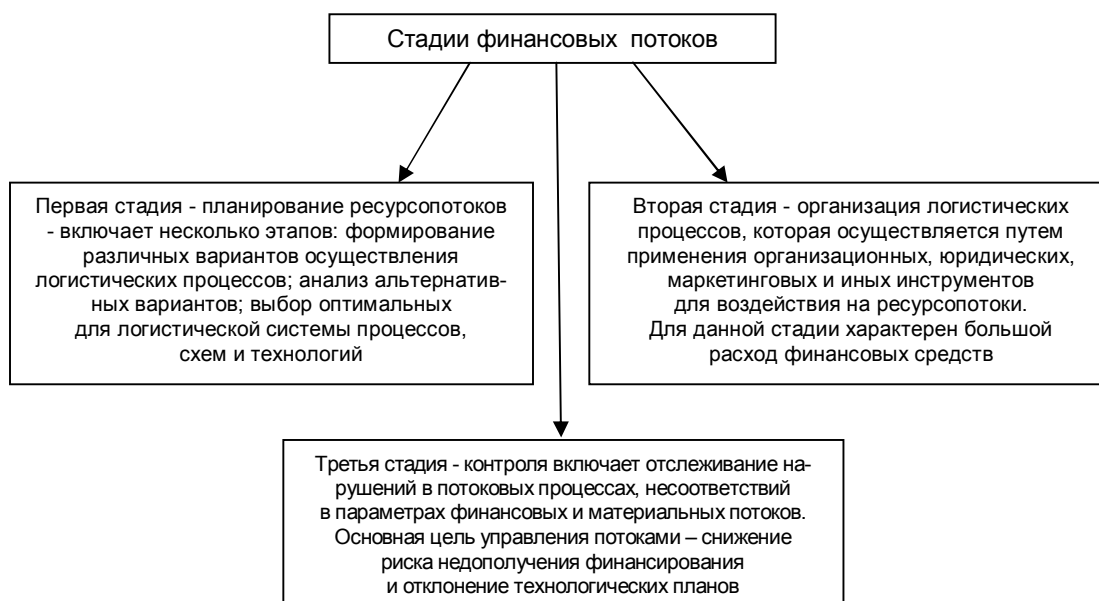 Стадии финансовых потоков
Первая стадия - планирование ресурсопотоков
- включает несколько этапов: формирование
различных вариантов осуществления
логистических процессов; анализ альтернатив-
ных вариантов; выбор оптимальных
для логистической системы процессов,
схем и технологий
Вторая стадия - организация логистических
процессов, которая осуществляется путем
применения организационных, юридических,
маркетинговых и иных инструментов
для воздействия на ресурсопотоки.
Для данной стадии характерен большой
расход финансовых средств
Третья стадия - контроля включает отслеживание на-
рушений в потоковых процессах, несоответствий
в параметрах финансовых и материальных потоков.
Основная цель управления потоками – снижение
риска недополучения финансирования
и отклонение технологических планов